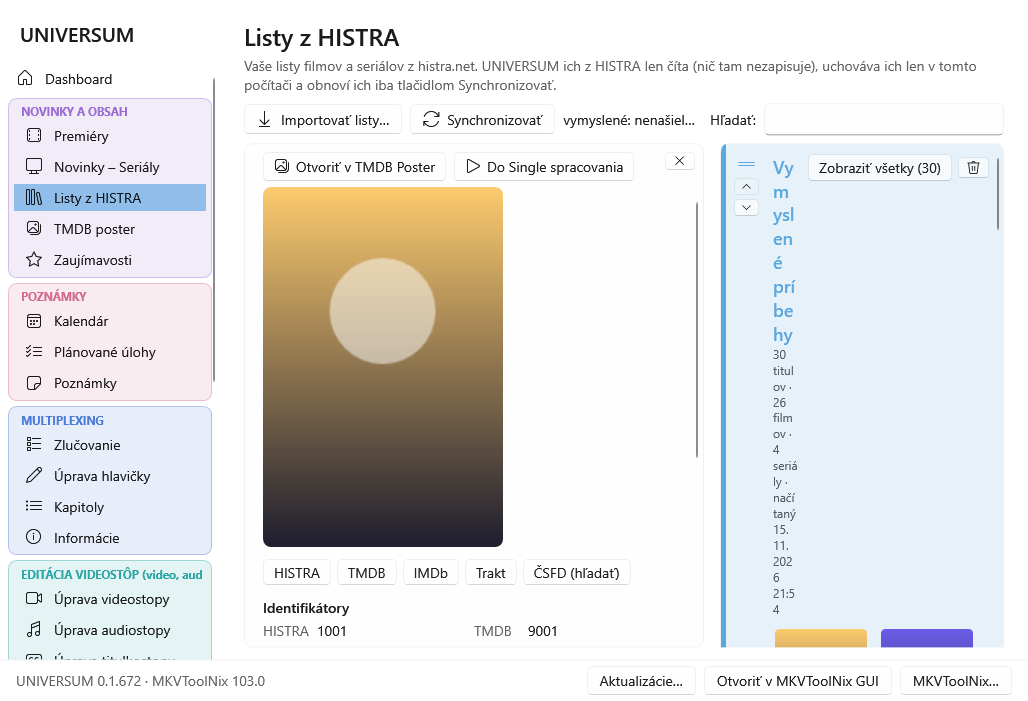 UNIVERSUM
Dashboard
NOVINKY A OBSAH
Premiéry
Novinky – Seriály
Listy z HISTRA
TMDB poster
Zaujímavosti
POZNÁMKY
Kalendár
Plánované úlohy
Poznámky
MULTIPLEXING
Zlučovanie
Úprava hlavičky
Kapitoly
Informácie
EDITÁCIA VIDEOSTÔP (video, aud
Úprava videostopy
Úprava audiostopy
Listy z HISTRA
Vaše listy filmov a seriálov z histra.net. UNIVERSUM ich z HISTRA len číta (nič tam nezapisuje), uchováva ich len v tomto
počítači a obnoví ich iba tlačidlom Synchronizovať.
Importovať listy... Synchronizovať vymyslené: nenašiel... Hľadať:
Otvoriť v TMDB Poster Do Single spracovania
HISTRA TMDB IMDb Trakt ČSFD (hľadať)
Identifikátory
HISTRA 1001 TMDB 9001
Vy
m
ysl
en
é
prí
be
hy
Zobraziť všetky (30)
30
titul
ov ·
26
film
ov ·
4
seriá
ly ·
načí
taný
15.
11.
202
6
21:5
4
UNIVERSUM 0.1.672 · MKVToolNix 103.0
Aktualizácie... Otvoriť v MKVToolNix GUI MKVToolNix...